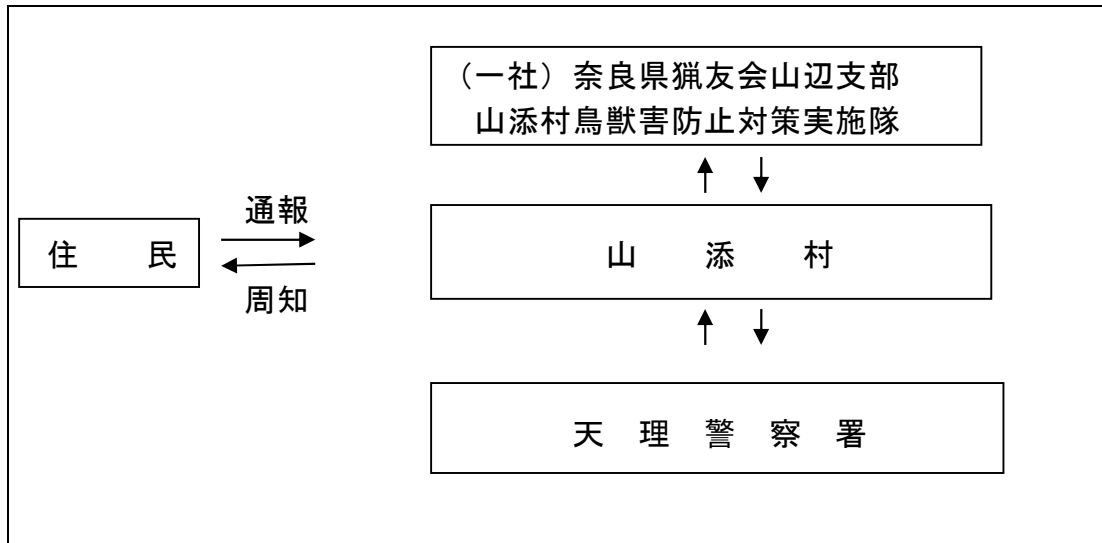 （一社）奈良県猟友会山辺支部
山添村鳥獣害防止対策実施隊
通報
住　　民
山　添　村
周知
天　理　警　察　署